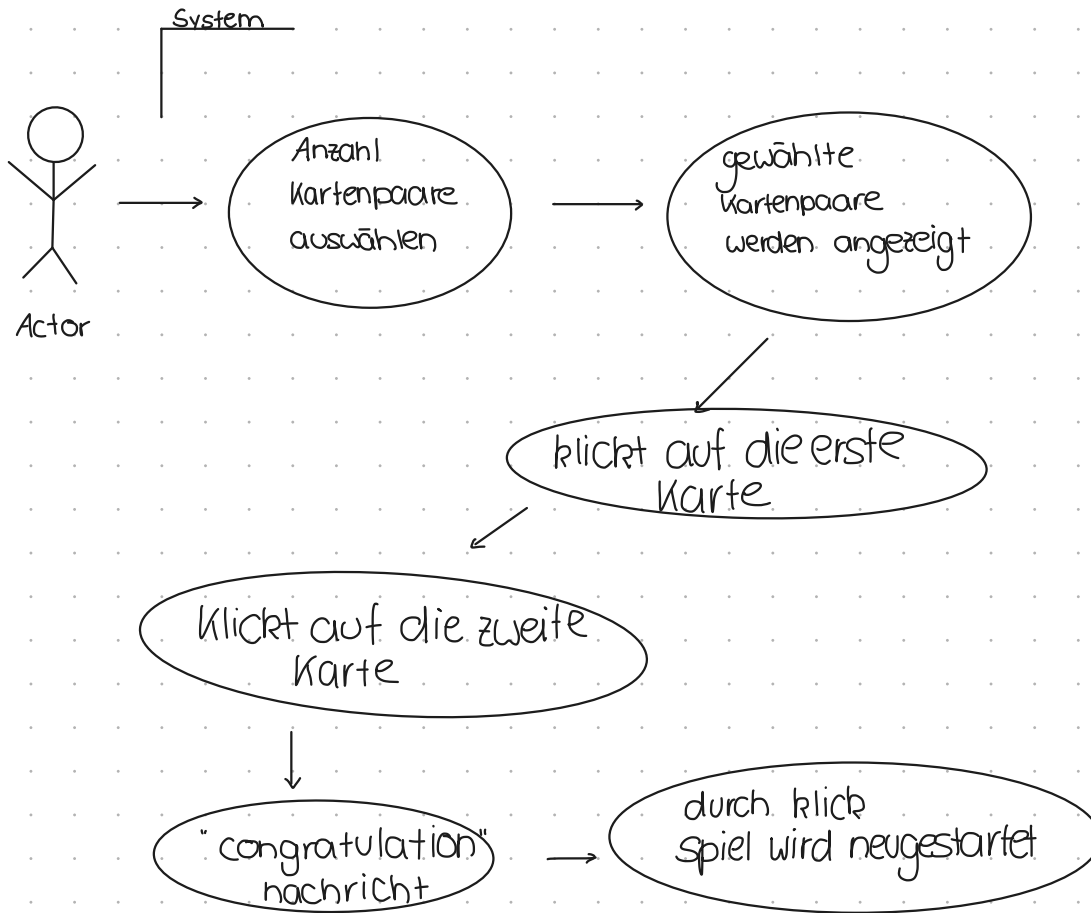 System
Actor
Anzahl
Kartenpaare
auswählen
gewählte
Kartenpaare
werden angezeigt
klickt auf die erste
Karte
Klickt auf die zweite
Karte
"congratulation"
nachricht
durch klick
spiel wird neugestartet